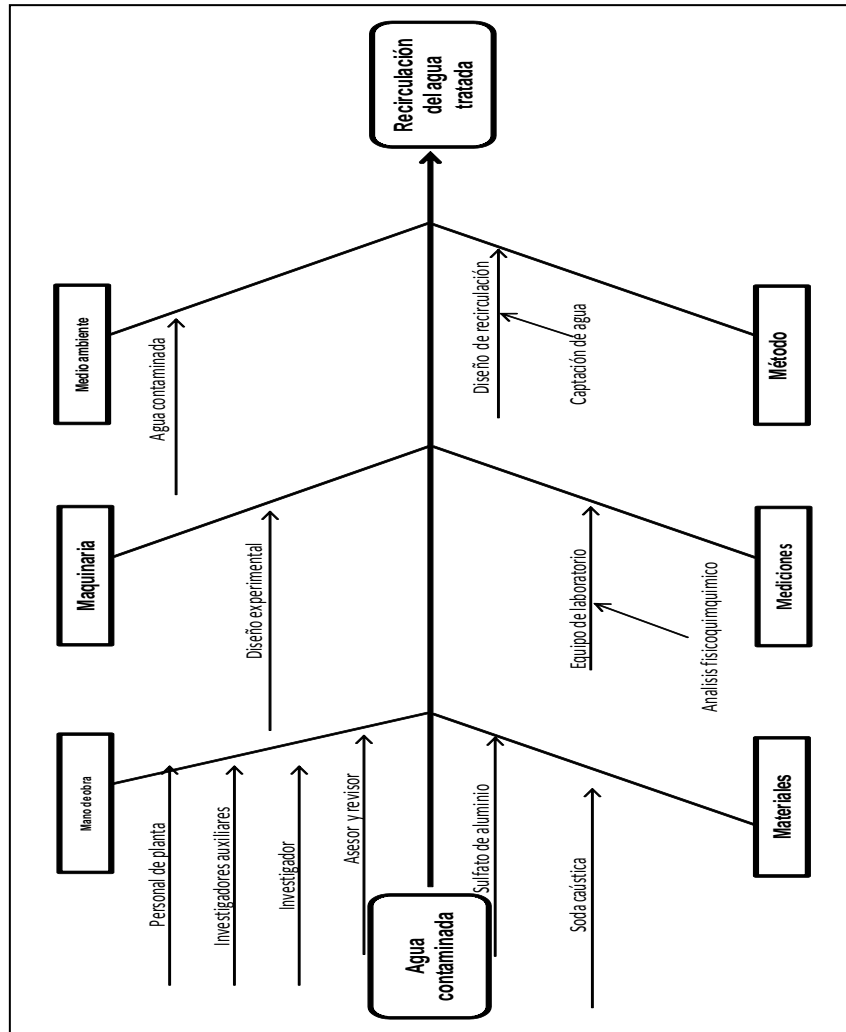 Mano de obra
Maquinaria
Medio ambiente
Personal de planta
Investigadores auxiliares
Investigador
Asesor y revisor
Diseño experimental
Agua contaminada
Agua
contaminada
Recirculación
del agua
tratada
Sulfato de aluminio
Soda caústica
Equipo de laboratorio
Analisis fisicoquimquimico
Diseño de recirculación
Captación de agua
Materiales
Mediciones
Método